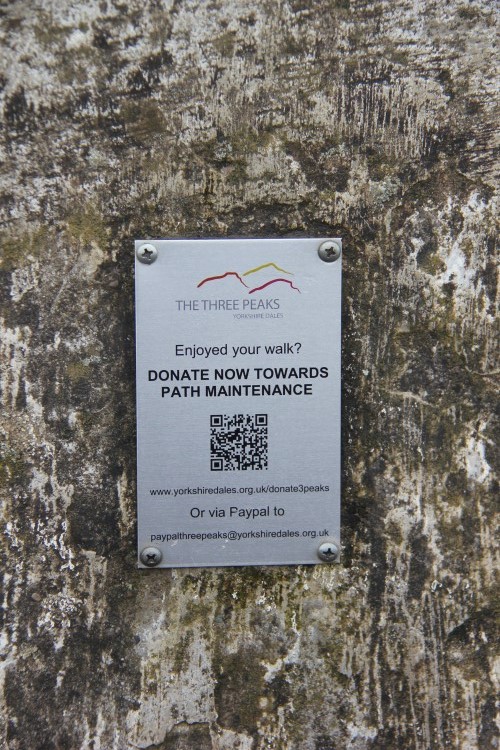 THE THREE PEAKS
YORKSHIRE DALES
Enjoyed your walk?
DONATE NOW TOWARDS
PATH MAINTENANCE
www.yorkshiredales.org.uk/donate3peaks
Or via Paypal to
paypalthreepeaks@yorkshiredales.org.uk